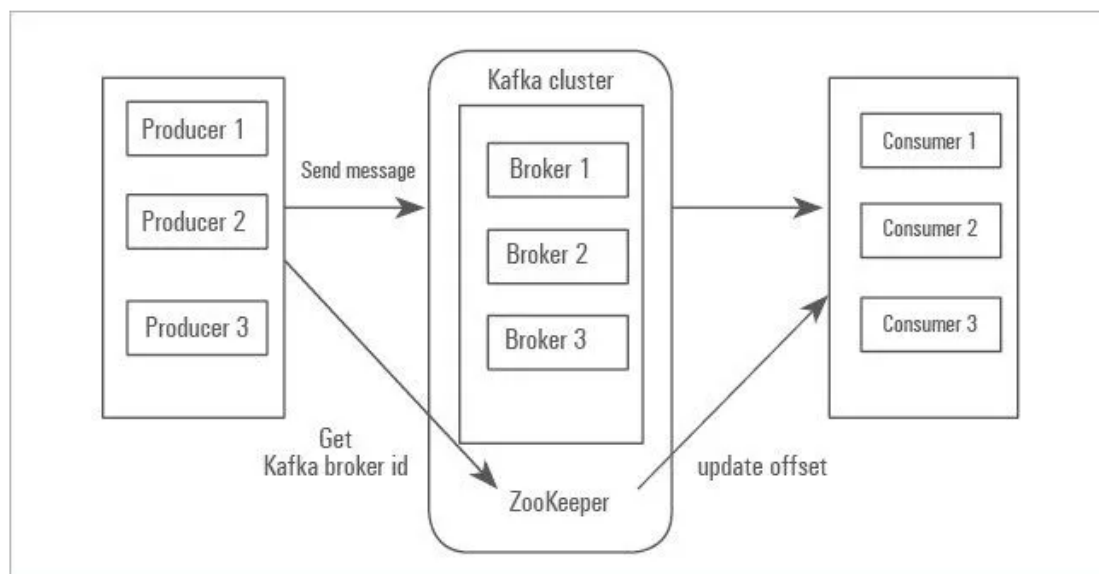 Kafka cluster
Producer 1
Producer 2
Producer 3
Send message
Broker 1
Broker 2
Broker 3
Consumer 1
Consumer 2
Consumer 3
Get
Kafka broker id
ZooKeeper
update offset